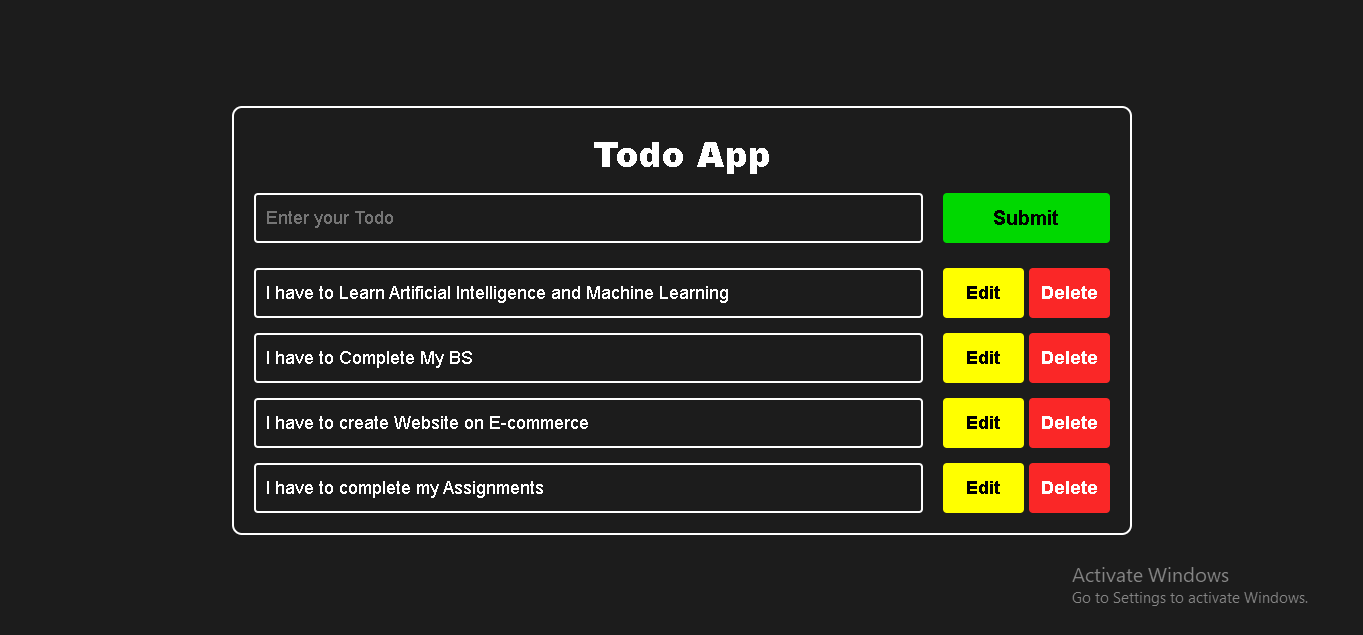 Todo App
Enter your Todo
Submit
I have to Learn Artificial Intelligence and Machine Learning
Edit
Delete
I have to Complete My BS
Edit
Delete
I have to create Website on E-commerce
Edit
Delete
I have to complete my Assignments
Edit
Delete
Activate Windows
Go to Settings to activate Windows.